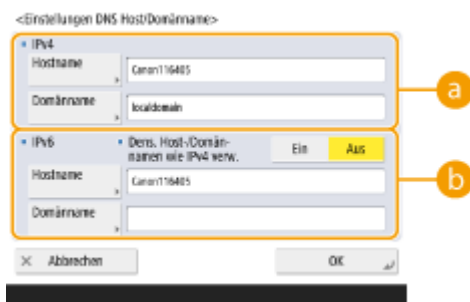 <Einstellungen DNS Host/Domänname>
IPv4
Hostname
Canon116405
Domänname
localdomain
a
IPv6
Dens. Host-/Domän-
namen wie IPv4 verw.
Ein
Aus
Hostname
Canon116405
b
Domänname
Abbrechen
OK